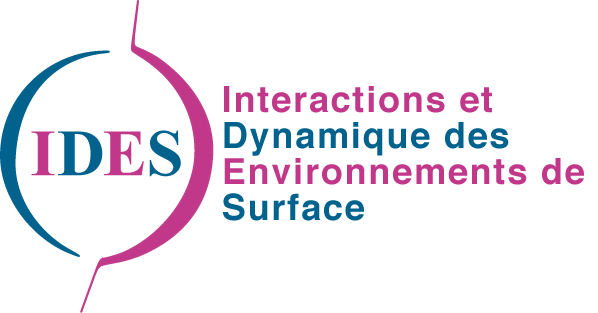 IDES
Interactions et
Dynamique des
Environnements de
Surface